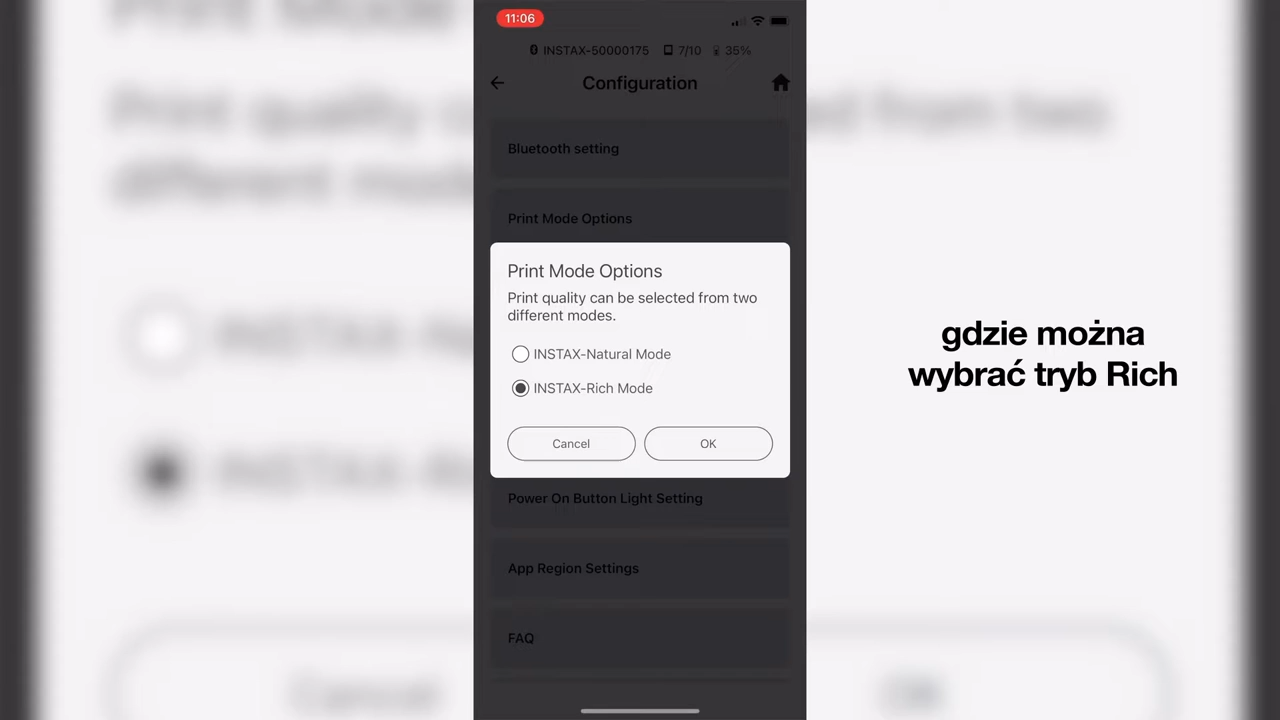 11:06
INSTAX-50000175 7/10 35%
Configuration
Bluetooth setting
Print Mode Options
Print Mode Options
Print quality can be selected from two
different modes.
INSTAX-Natural Mode
INSTAX-Rich Mode
Cancel OK
Power On Button Light Setting
App Region Settings
FAQ
gdzie można
wybrać tryb Rich